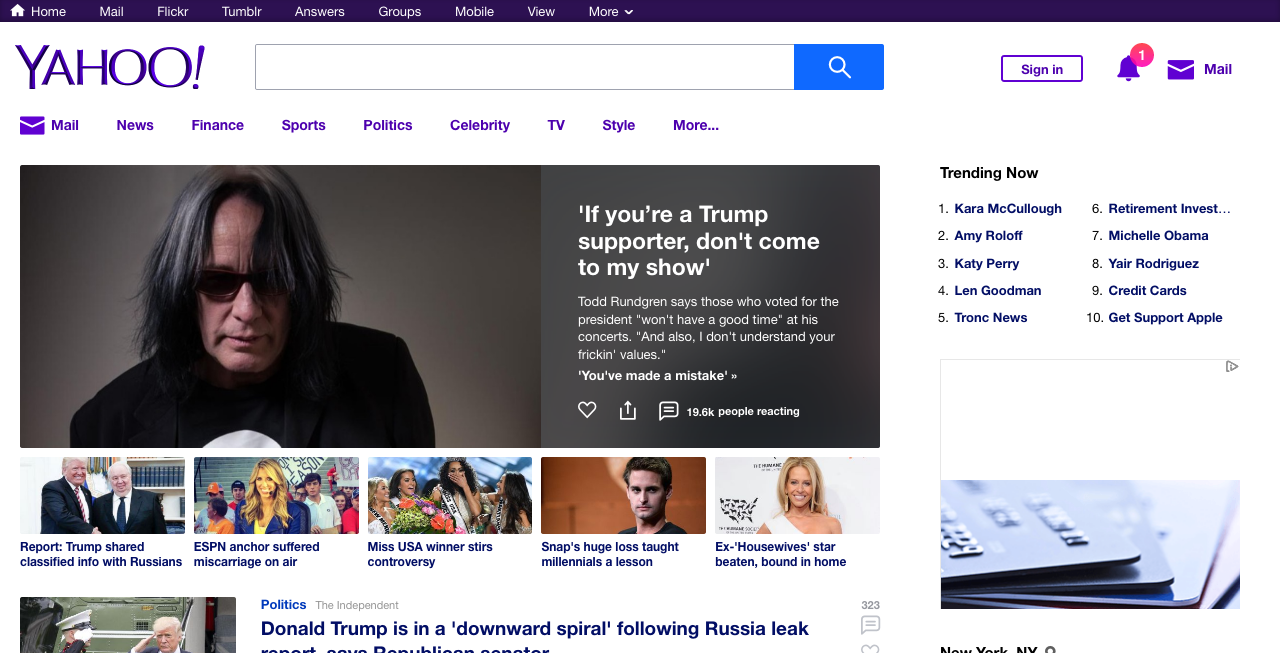 Home Mail Flickr Tumblr Answers Groups Mobile View More
YAHOO!
1
Sign in
Mail
Mail News Finance Sports Politics Celebrity TV Style More...
'If you’re a Trump
supporter, don't come
to my show'
Todd Rundgren says those who voted for the
president "won't have a good time" at his
concerts. "And also, I don't understand your
frickin' values."
'You've made a mistake' »
19.6k people reacting
Trending Now
1. Kara McCullough
2. Amy Roloff
3. Katy Perry
4. Len Goodman
5. Tronc News
6. Retirement Invest...
7. Michelle Obama
8. Yair Rodriguez
9. Credit Cards
10. Get Support Apple
Report: Trump shared
classified info with Russians
ESPN anchor suffered
miscarriage on air
Miss USA winner stirs
controversy
Snap's huge loss taught
millennials a lesson
Ex-'Housewives' star
beaten, bound in home
Politics The Independent
323
Donald Trump is in a 'downward spiral' following Russia leak
report, says Republican senator
New York, NY